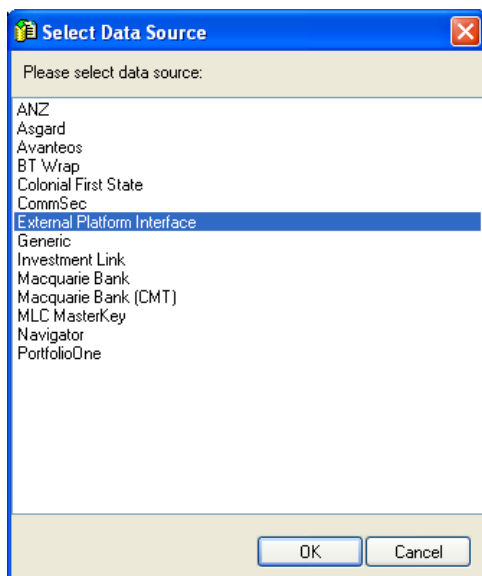 Select Data Source
Please select data source:
ANZ
Asgard
Avanteos
BT Wrap
Colonial First State
CommSec
External Platform Interface
Generic
Investment Link
Macquarie Bank
Macquarie Bank (CMT)
MLC MasterKey
Navigator
PortfolioOne
OK Cancel